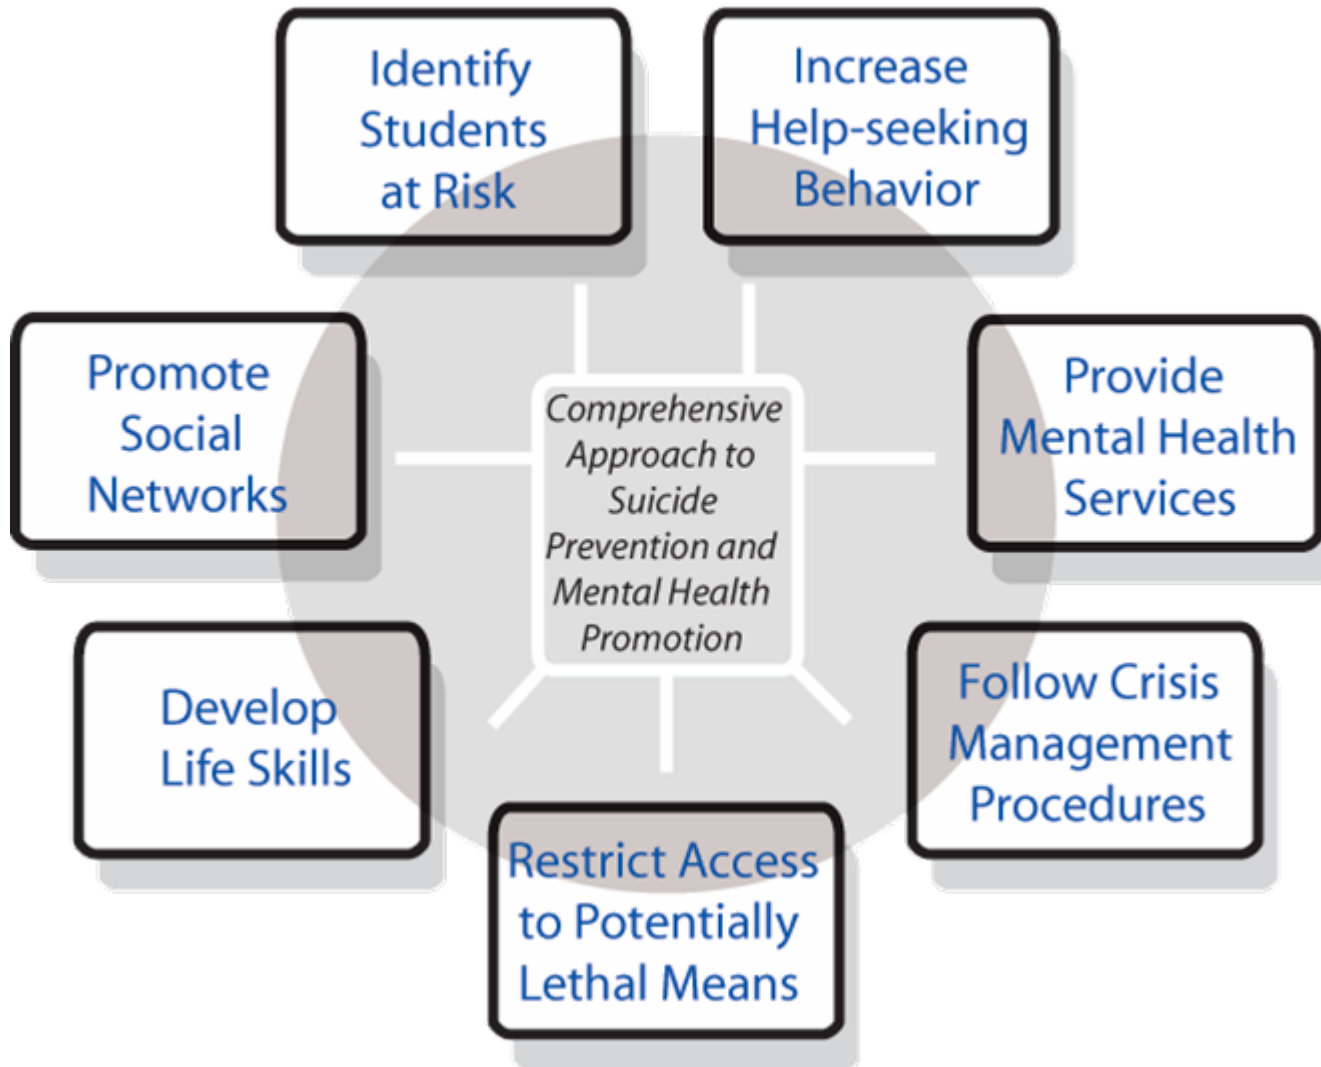 Identify
Students
at Risk
Increase
Help-seeking
Behavior
Promote
Social
Networks
Comprehensive
Approach to
Suicide
Prevention and
Mental Health
Promotion
Provide
Mental Health
Services
Develop
Life Skills
Follow Crisis
Management
Procedures
Restrict Access
to Potentially
Lethal Means